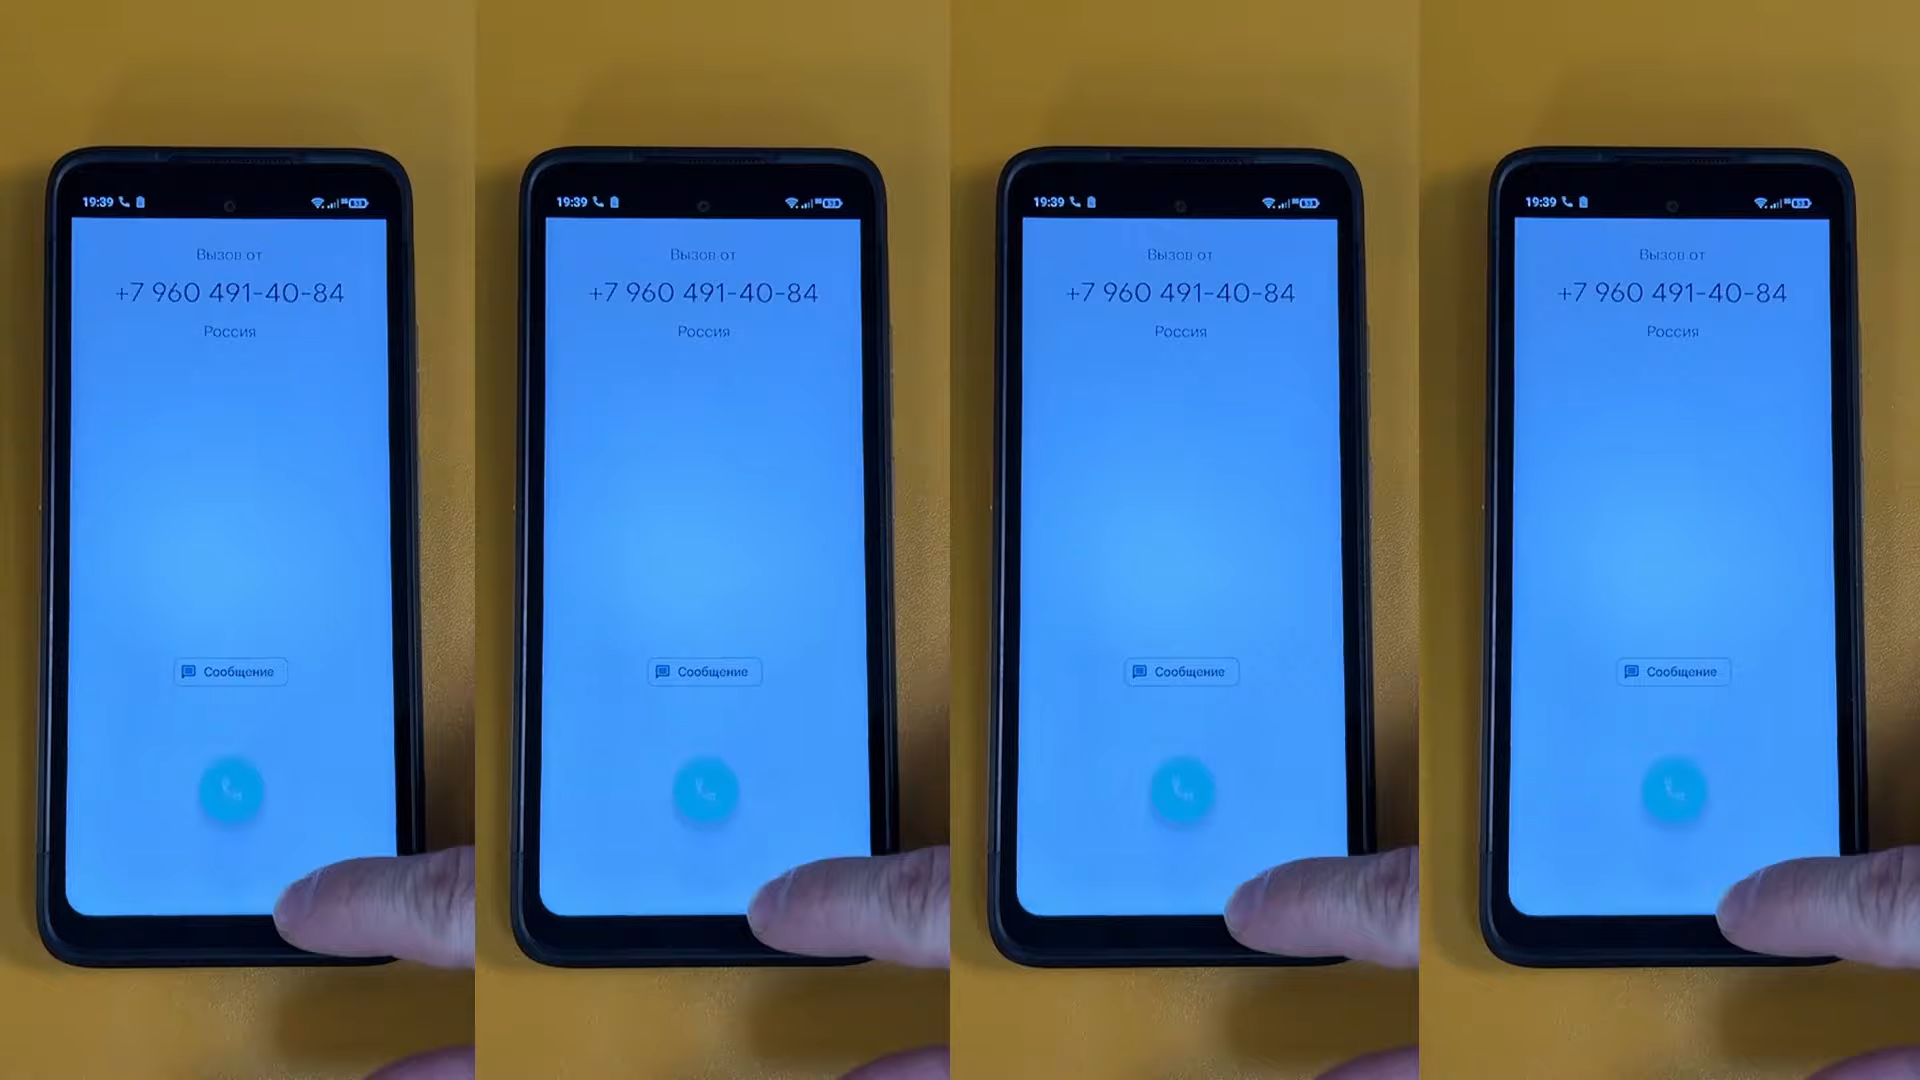 19:39
Вызов от
+7 960 491-40-84
Россия
Сообщение
19:39
Вызов от
+7 960 491-40-84
Россия
Сообщение
19:39
Вызов от
+7 960 491-40-84
Россия
Сообщение
19:39
Вызов от
+7 960 491-40-84
Россия
Сообщение